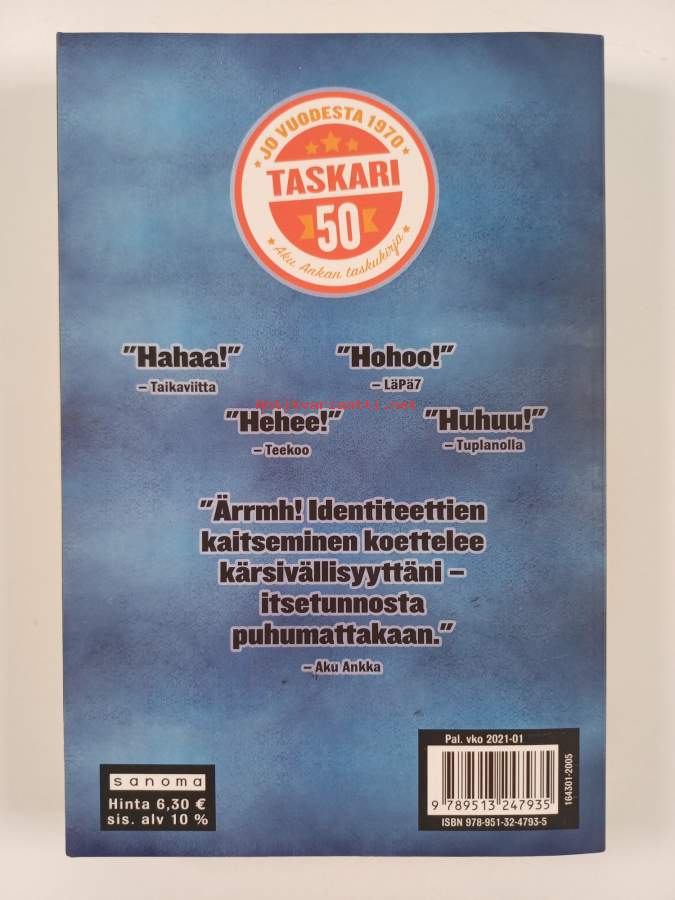 JO VUODESTA 1970
TASKARI
50
Aku Ankan taskukirja
"Hahaa!"
– Taikaviitta
"Hohoo!"
– LäPä7
Antikvariaatti.net
"Hehee!"
– Teekoo
"Huhuu!"
– Tuplanolla
"Ärrmh! Identiteettien
kaitseminen koettelee
kärsivällisyyttäni –
itsetunnosta
puhumattakaan."
– Aku Ankka
sanoma
Hinta 6,30 €
sis. alv 10 %
Pal. vko 2021-01
9 789513 247935
ISBN 978-951-32-4793-5
164301-2005